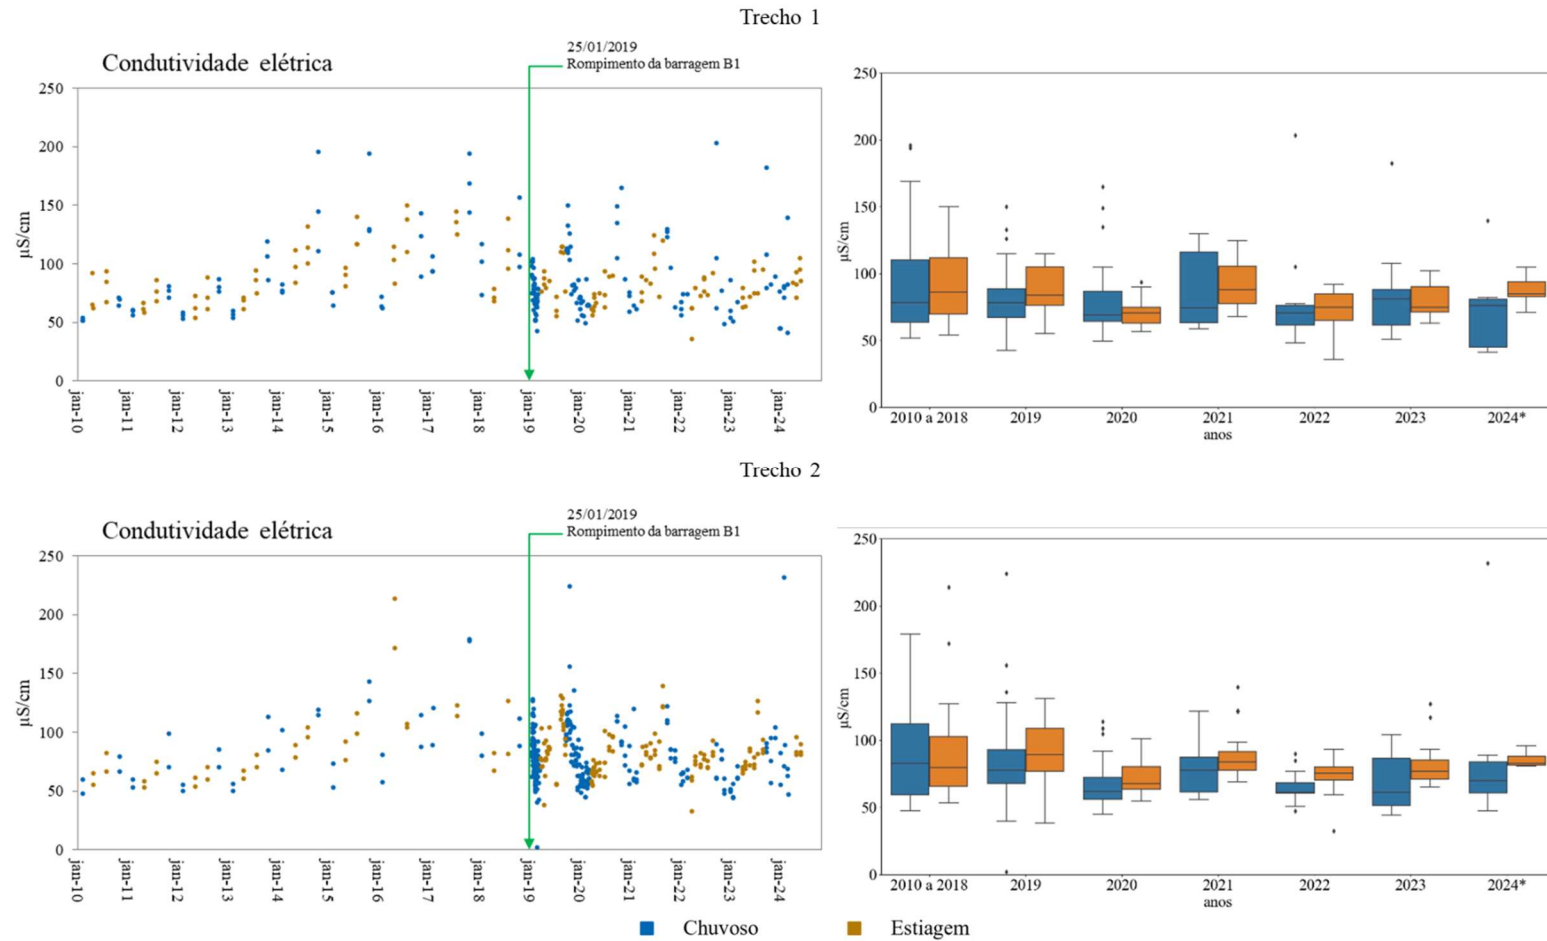 Trecho 1
Condutividade elétrica
25/01/2019
Rompimento da barragem B1
µS/cm
250
200
150
100
50
0
jan-10
jan-11
jan-12
jan-13
jan-14
jan-15
jan-16
jan-17
jan-18
jan-19
jan-20
jan-21
jan-22
jan-23
jan-24
µS/cm
250
200
150
100
50
0
2010 a 2018
2019
2020
2021
2022
2023
2024*
anos
Trecho 2
Condutividade elétrica
25/01/2019
Rompimento da barragem B1
µS/cm
250
200
150
100
50
0
jan-10
jan-11
jan-12
jan-13
jan-14
jan-15
jan-16
jan-17
jan-18
jan-19
jan-20
jan-21
jan-22
jan-23
jan-24
µS/cm
250
200
150
100
50
0
2010 a 2018
2019
2020
2021
2022
2023
2024*
anos
Chuvoso
Estiagem